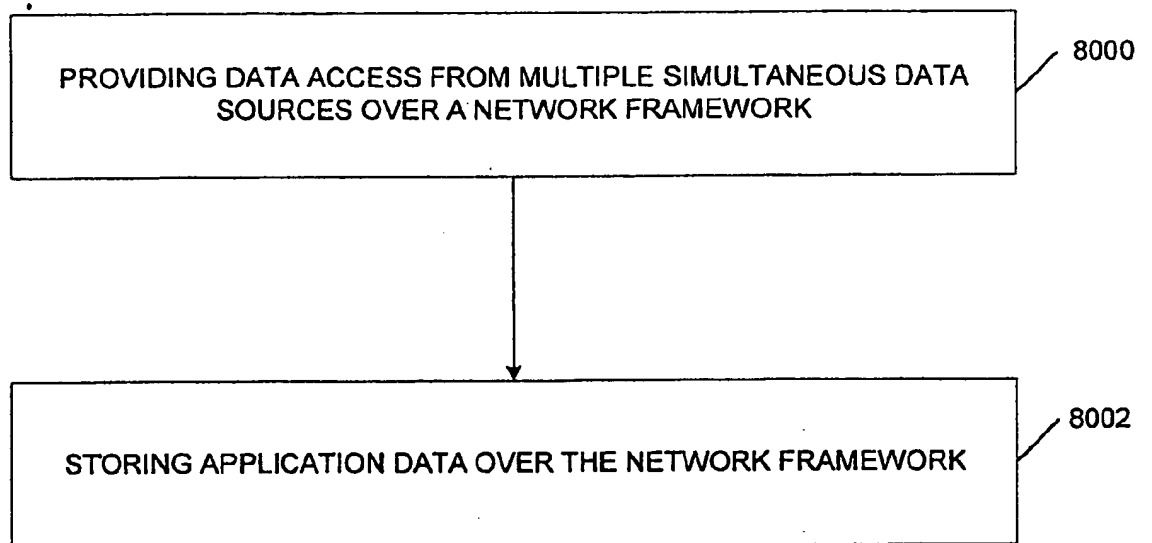 PROVIDING DATA ACCESS FROM MULTIPLE SIMULTANEOUS DATA
SOURCES OVER A NETWORK FRAMEWORK
8000
STORING APPLICATION DATA OVER THE NETWORK FRAMEWORK
8002